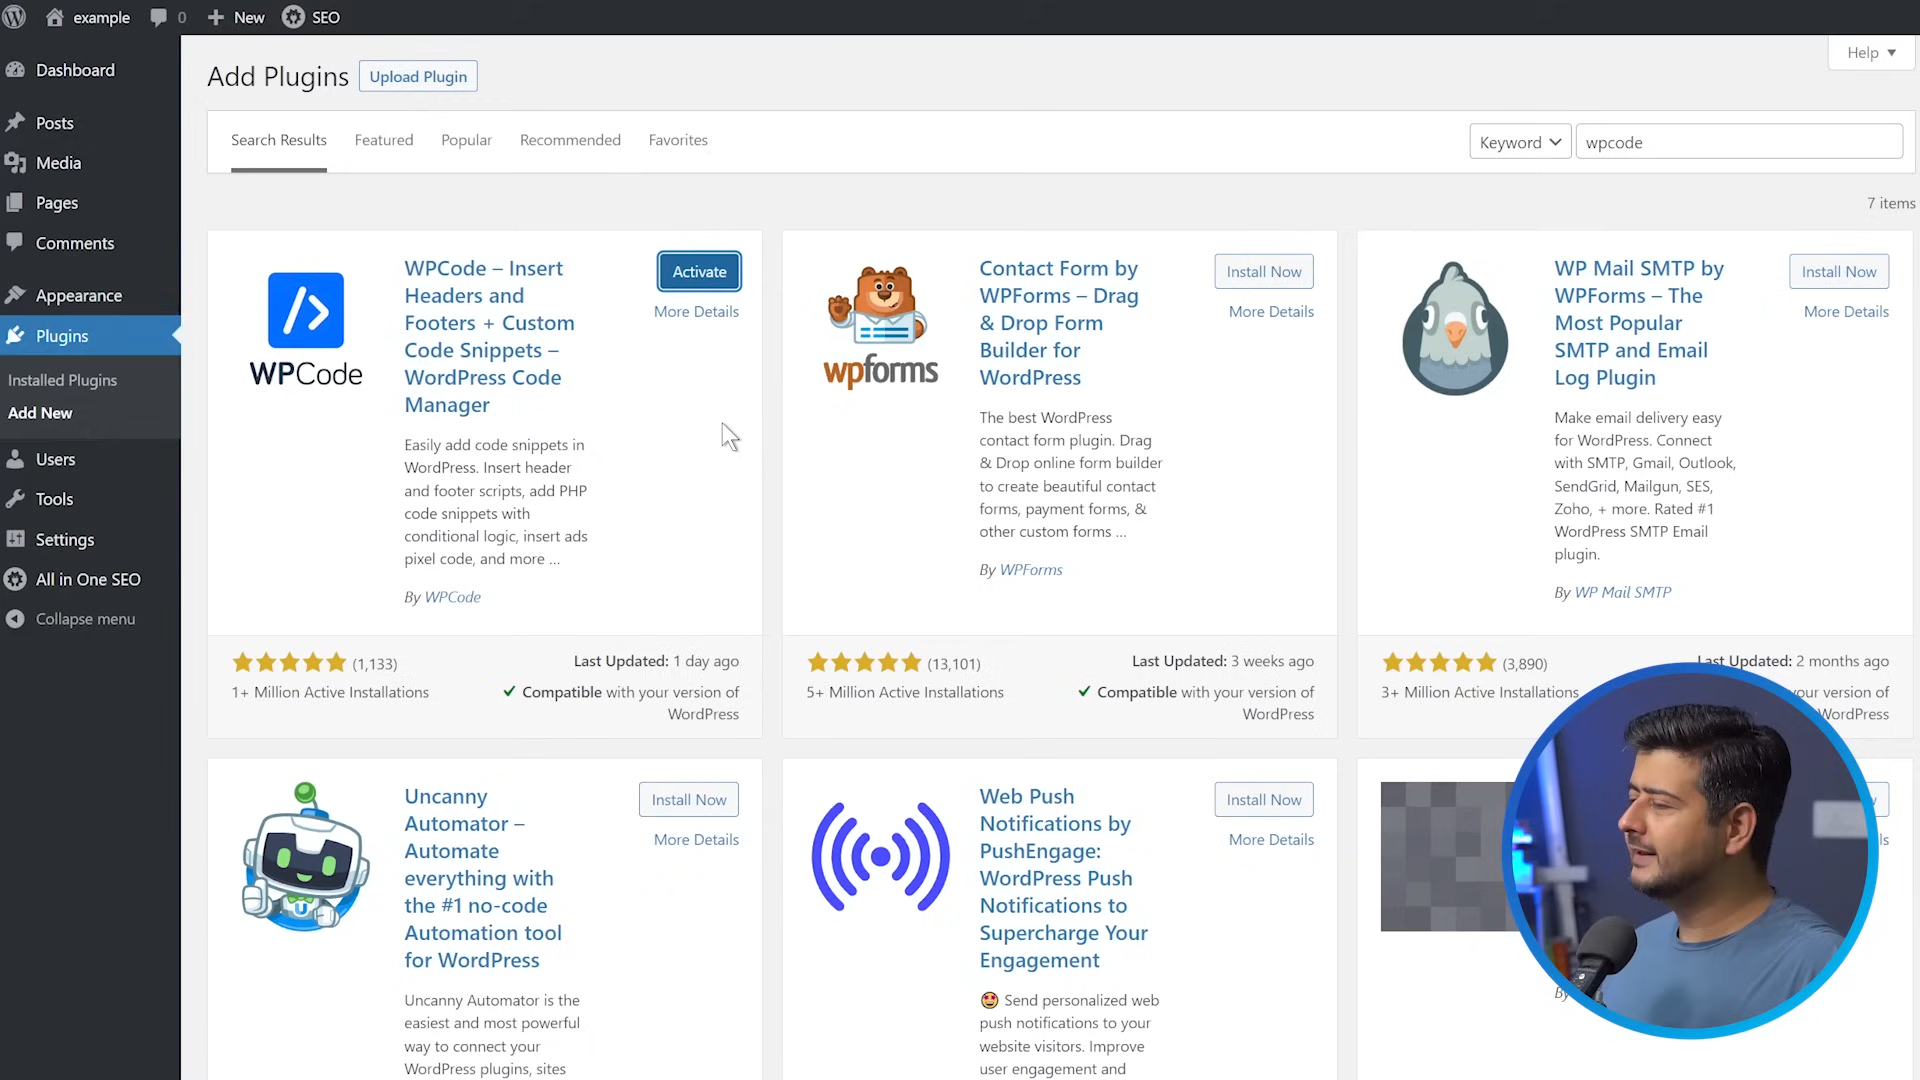 example
0
New
SEO
Dashboard
Posts
Media
Pages
Comments
Appearance
Plugins
Installed Plugins
Add New
Users
Tools
Settings
All in One SEO
Collapse menu
Help
Add Plugins
Upload Plugin
Search Results
Featured
Popular
Recommended
Favorites
Keyword
wpcode
7 items
WPCode
WPCode – Insert
Headers and
Footers + Custom
Code Snippets –
WordPress Code
Manager
Activate
More Details
Easily add code snippets in
WordPress. Insert header
and footer scripts, add PHP
code snippets with
conditional logic, insert ads
pixel code, and more ...
By WPCode
(1,133)
1+ Million Active Installations
Last Updated: 1 day ago
Compatible with your version of
WordPress
wpforms
Contact Form by
WPForms – Drag
& Drop Form
Builder for
WordPress
Install Now
More Details
The best WordPress
contact form plugin. Drag
& Drop online form builder
to create beautiful contact
forms, payment forms, &
other custom forms ...
By WPForms
(13,101)
5+ Million Active Installations
Last Updated: 3 weeks ago
Compatible with your version of
WordPress
WP Mail SMTP by
WPForms – The
Most Popular
SMTP and Email
Log Plugin
Install Now
More Details
Make email delivery easy
for WordPress. Connect
with SMTP, Gmail, Outlook,
SendGrid, Mailgun, SES,
Zoho, + more. Rated #1
WordPress SMTP Email
plugin.
By WP Mail SMTP
(3,890)
3+ Million Active Installations
Last Updated: 2 months ago
your version of
WordPress
Uncanny
Automator –
Automate
everything with
the #1 no-code
Automation tool
for WordPress
Install Now
More Details
Uncanny Automator is the
easiest and most powerful
way to connect your
WordPress plugins, sites
Web Push
Notifications by
PushEngage:
WordPress Push
Notifications to
Supercharge Your
Engagement
Install Now
More Details
Send personalized web
push notifications to your
website visitors. Improve
user engagement and
By